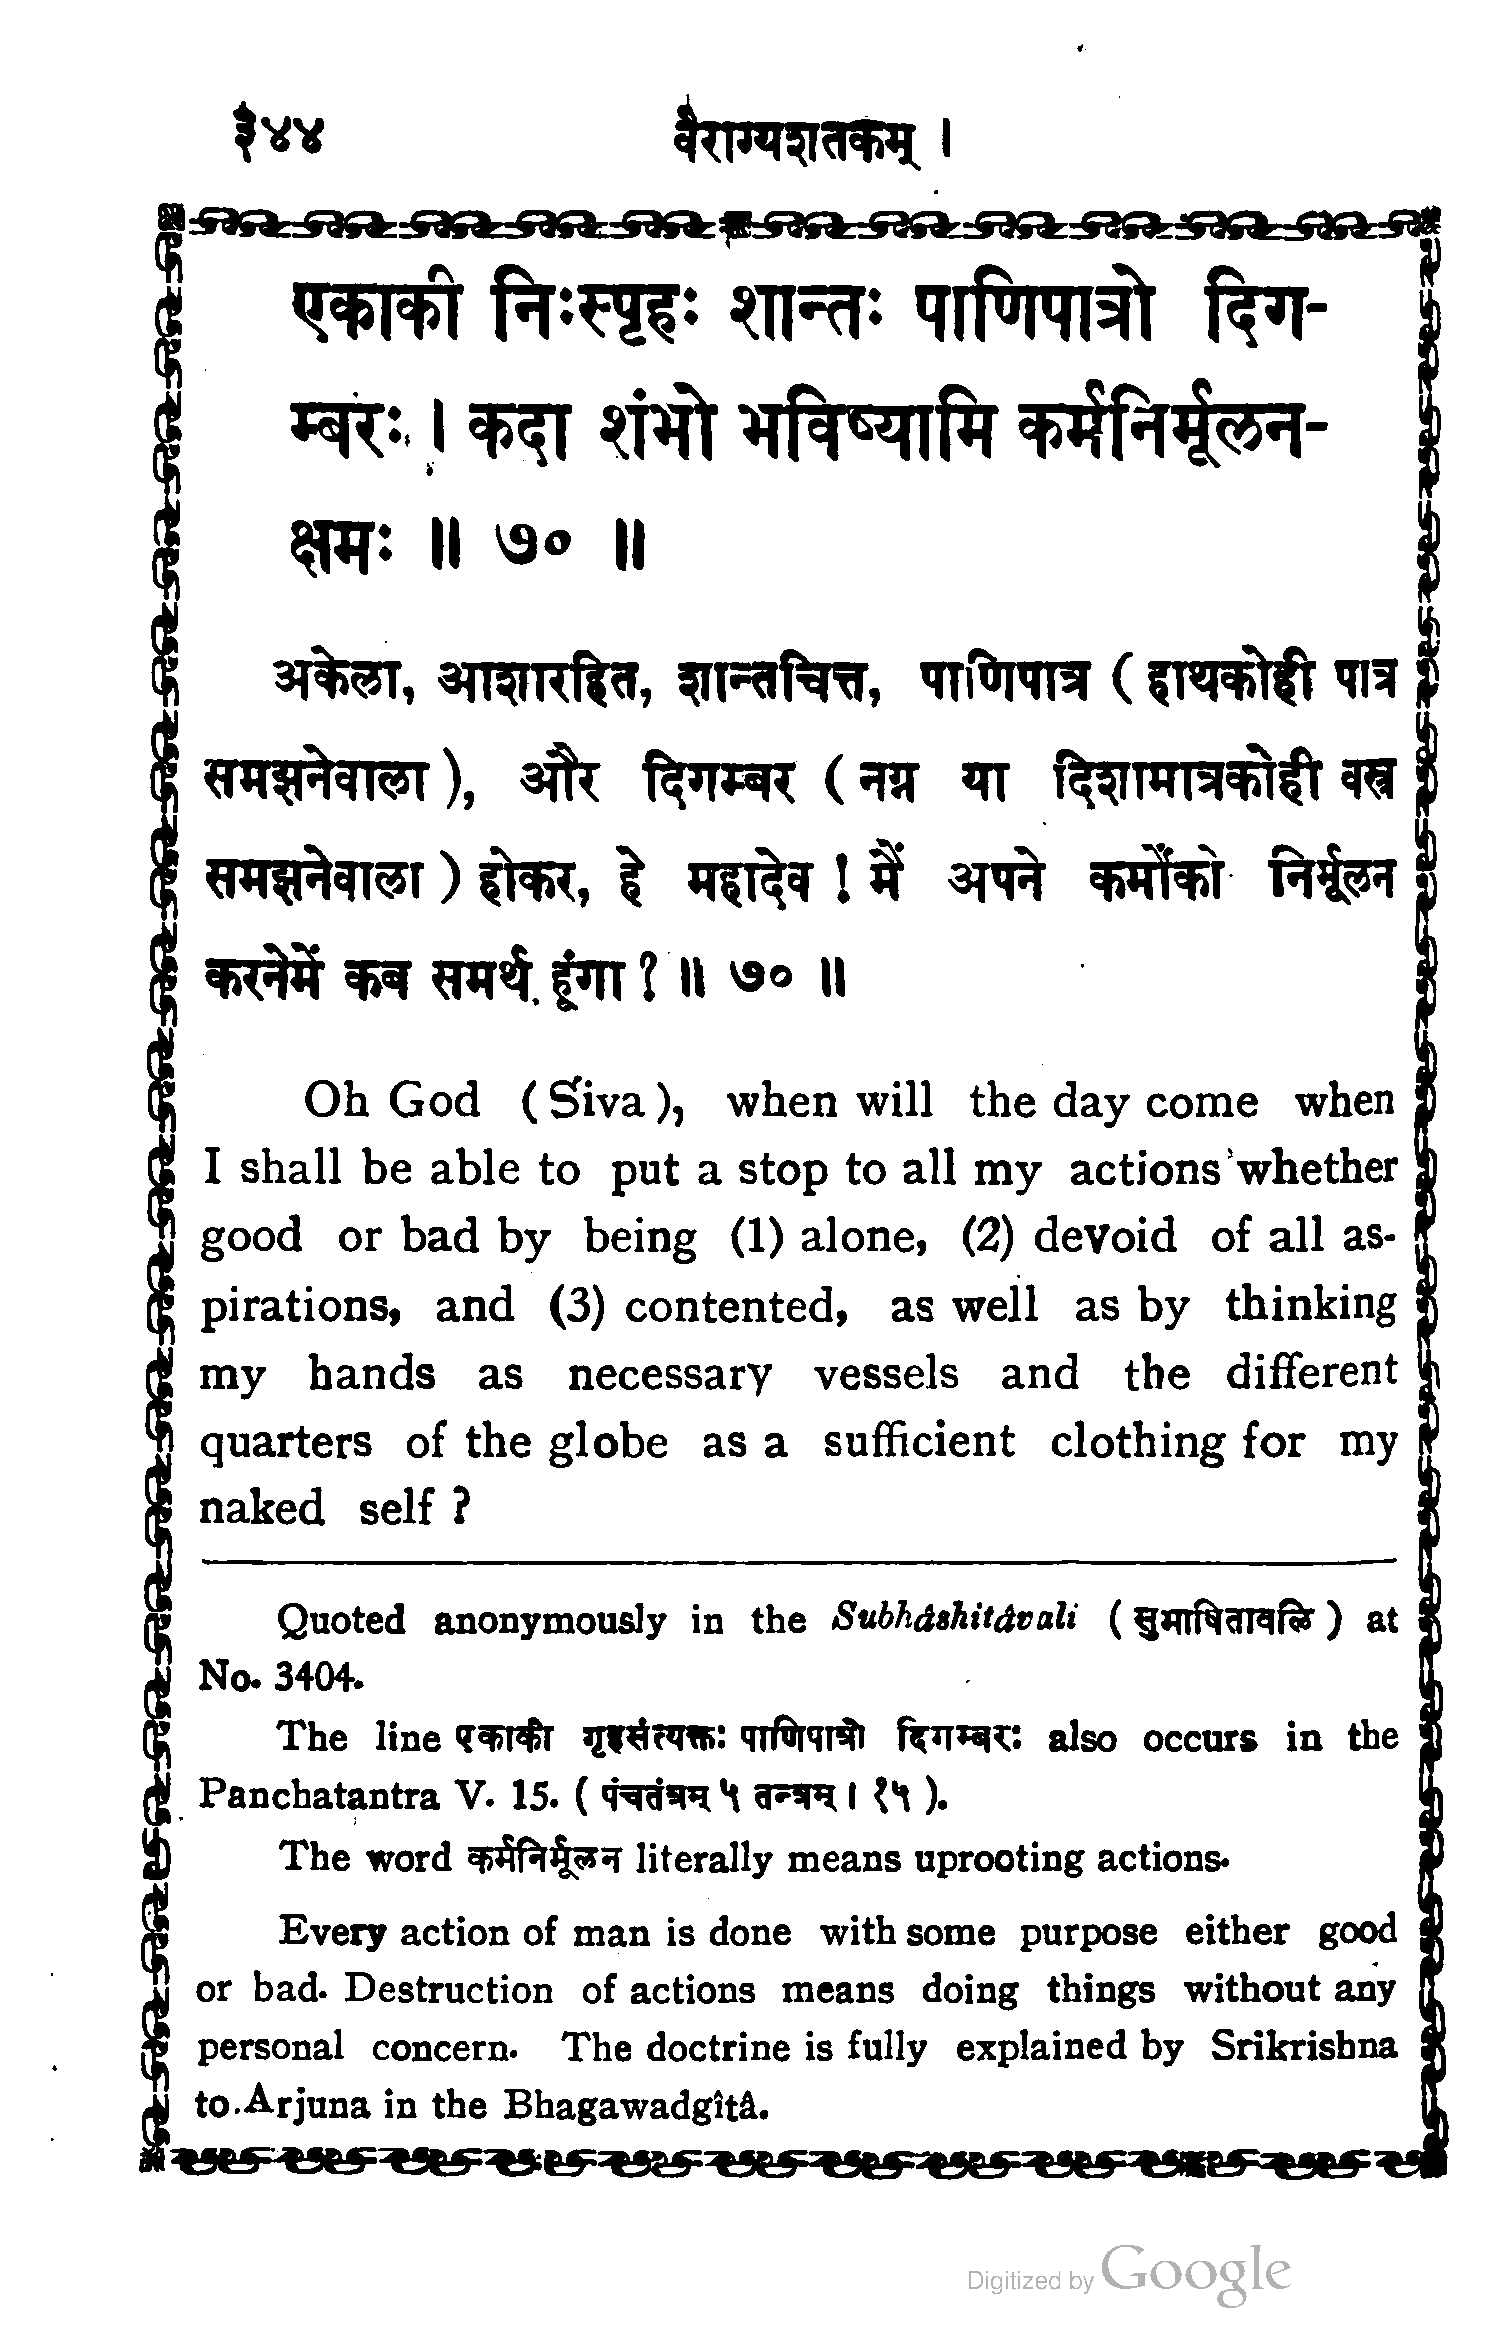 ३४४ वैराग्यशतकम् ।
एकाकी निःस्पृहः शान्तः पाणिपात्रो दिग-
म्बरः । कदा शंभो भविष्यामि कर्मनिर्मूलन-
क्षमः ॥ ७० ॥
अकेला, आशारहित, शान्तचित्त, पाणिपात्र ( हाथकोही पात्र
समझनेवाला ), और दिगम्बर ( नग्न या दिशामात्रकोही वस्त्र
समझनेवाला ) होकर, हे महादेव ! मैं अपने कर्मोंको निर्मूलन
करनेमें कब समर्थ हूंगा ? ॥ ७० ॥
Oh God ( Śiva ), when will the day come when
I shall be able to put a stop to all my actions whether
good or bad by being (1) alone, (2) devoid of all as-
pirations, and (3) contented, as well as by thinking
my hands as necessary vessels and the different
quarters of the globe as a sufficient clothing for my
naked self ?
Quoted anonymously in the Subhâshitâvali ( सुभाषितावलि ) at
No. 3404.
The line एकाकी गृहसंत्यक्तः पाणिपात्रो दिगम्बरः also occurs in the
Panchatantra V. 15. ( पंचतंत्रम् ५ तन्त्रम् । १५ ).
The word कर्मनिर्मूलन literally means uprooting actions.
Every action of man is done with some purpose either good
or bad. Destruction of actions means doing things without any
personal concern. The doctrine is fully explained by Srikrishna
to Arjuna in the Bhagawadgîtâ.
Digitized by Google